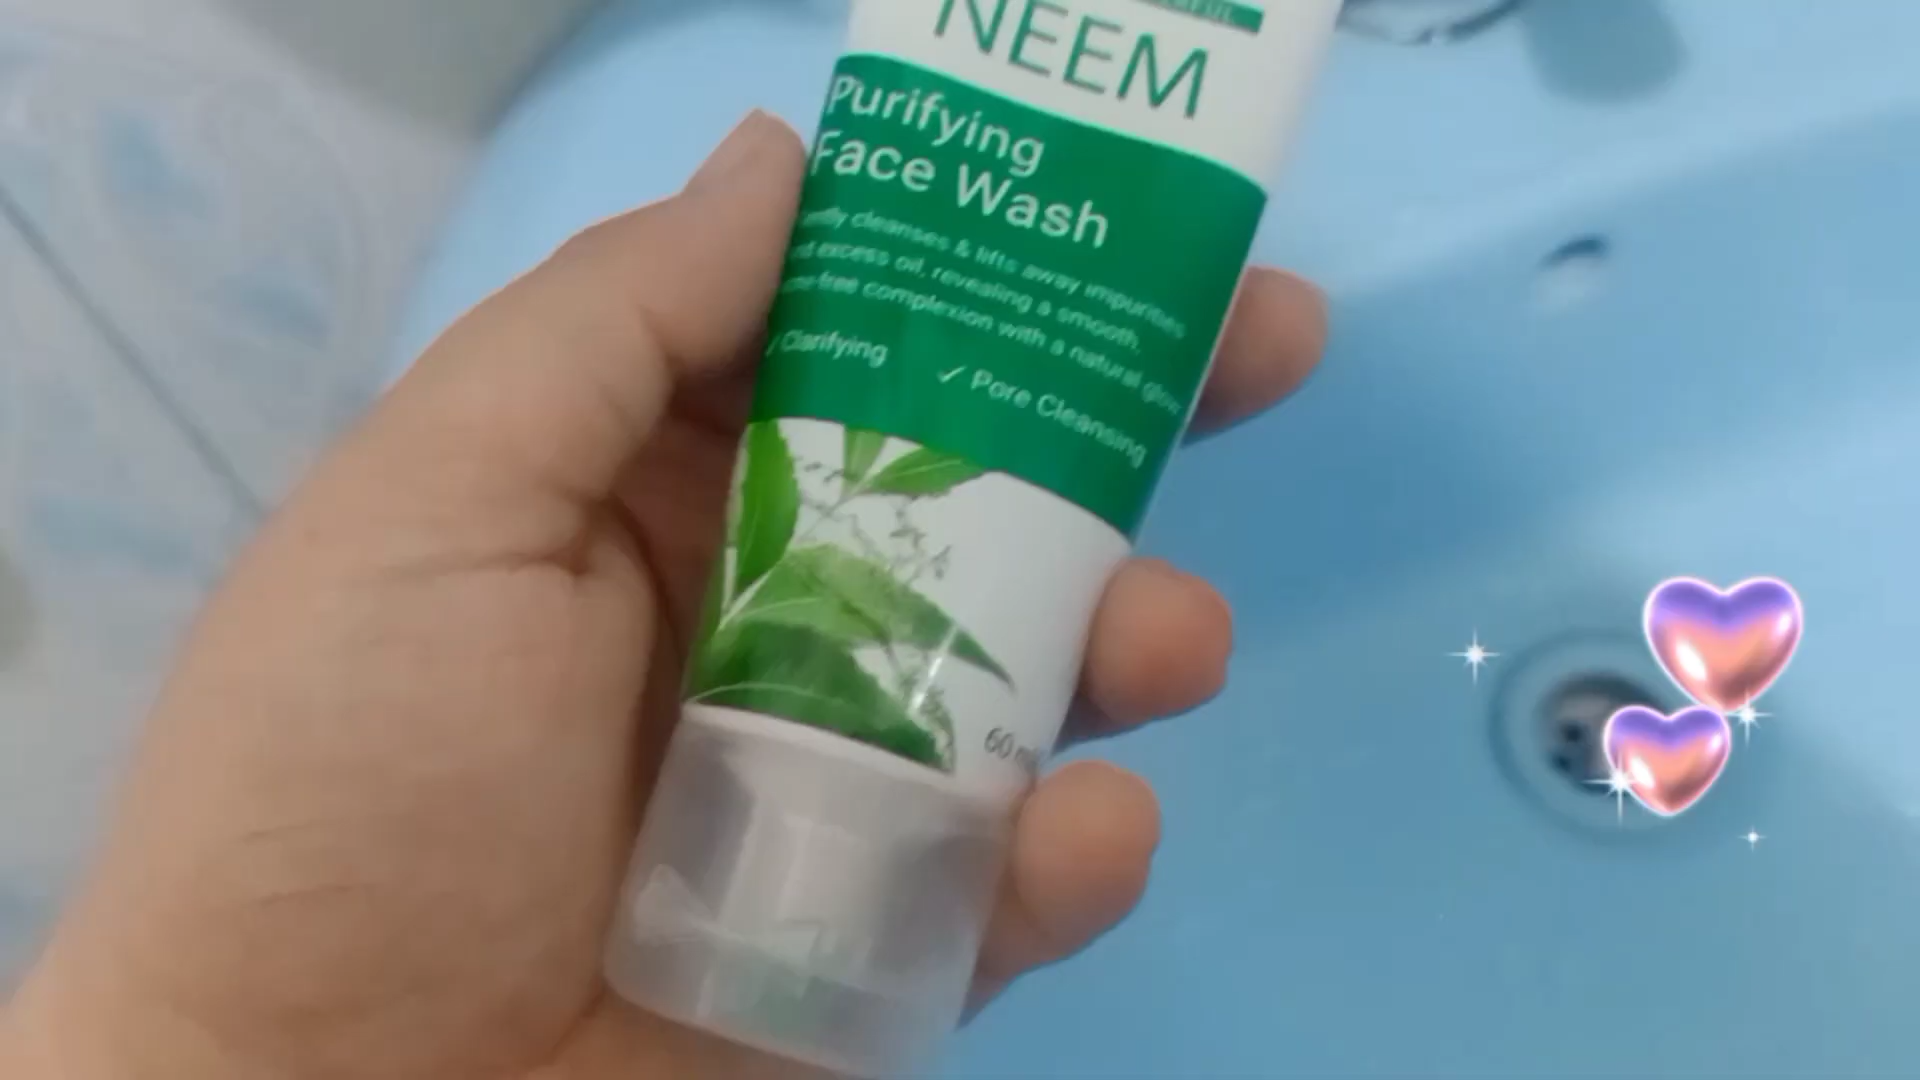 NEEM
Purifying
Face Wash
cleanses & lifts away impurities
excess oil, revealing a smooth,
complexion with a natural glow
Clarifying
✓ Pore Cleansing
60